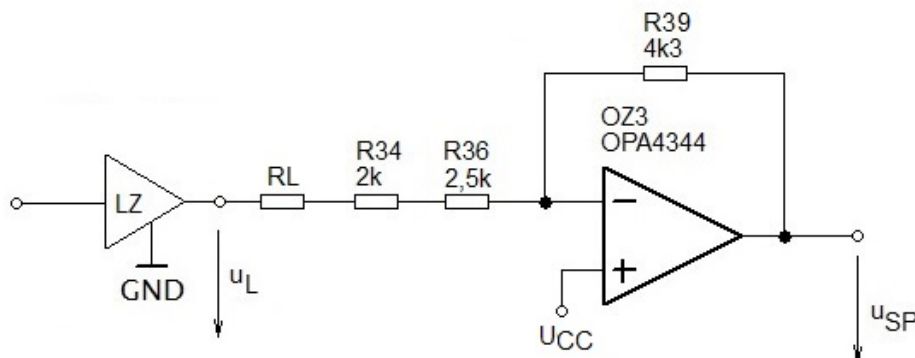 R39
4k3
OZ3
OPA4344
R34
R36
RL
2k
2,5k
LZ
GND
uL
UCC
uSP